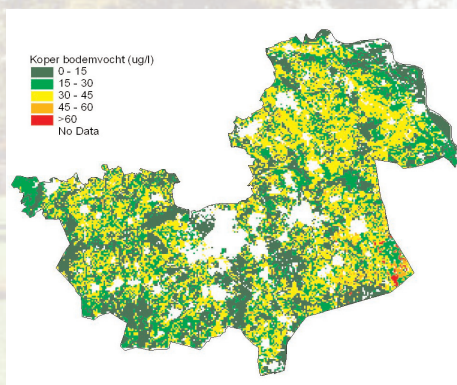 Koper bodemvocht (ug/l)
0 - 15
15 - 30
30 - 45
45 - 60
>60
No Data